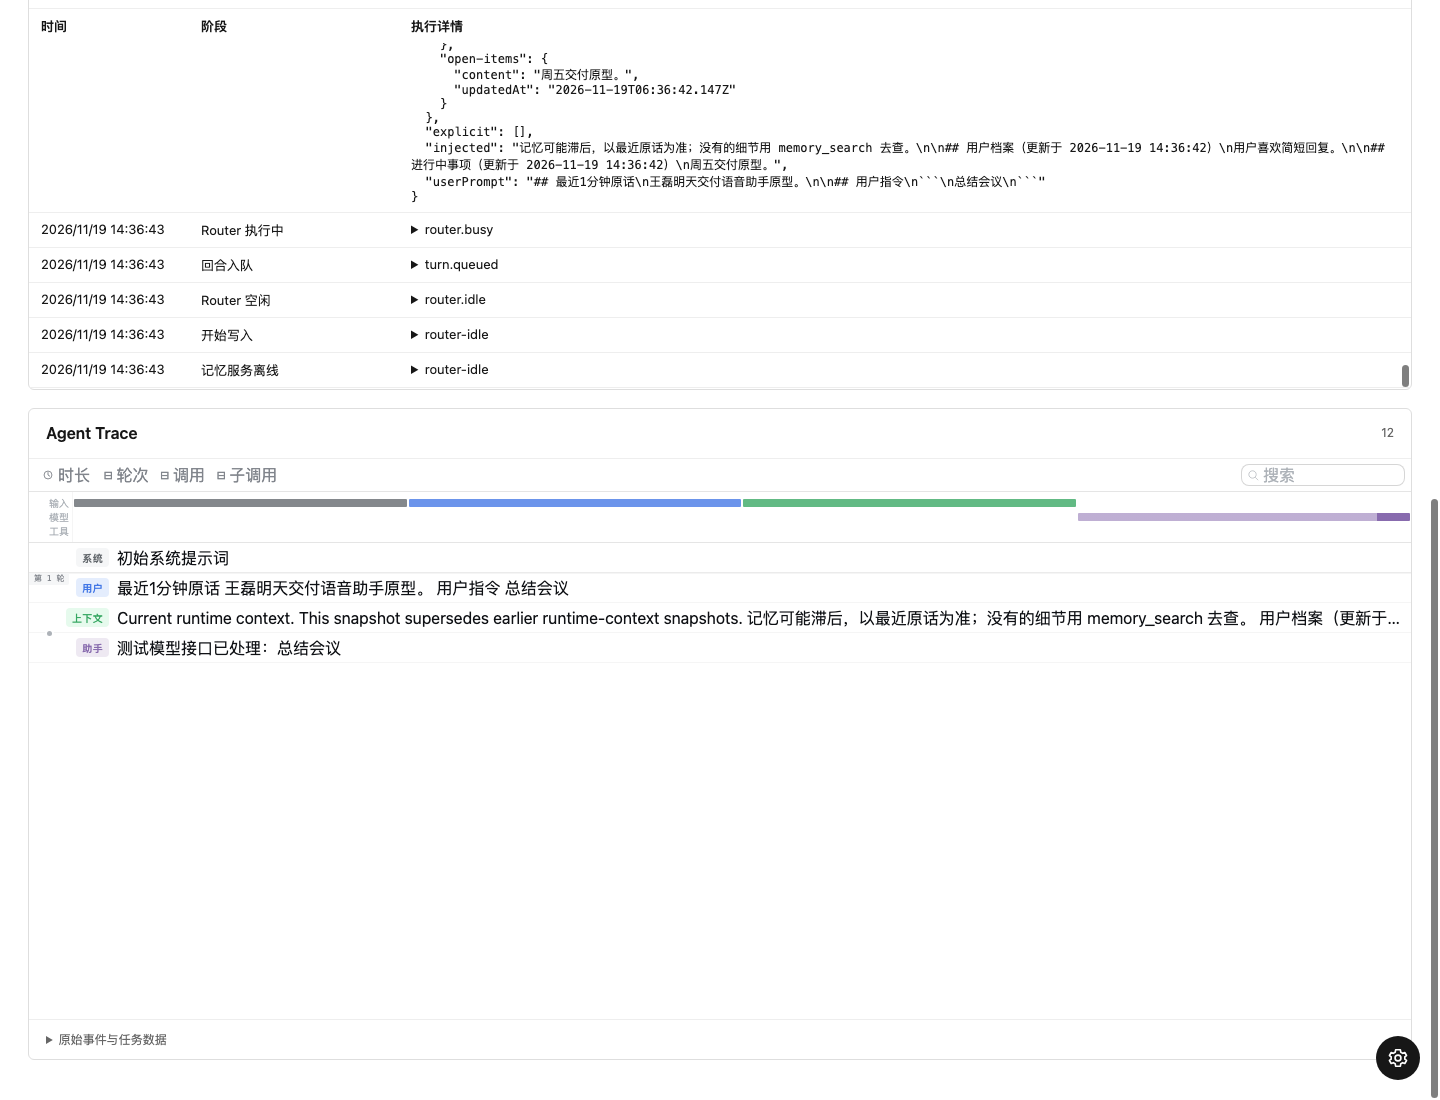 时间 阶段 执行详情
},
"open-items": {
"content": "周五交付原型。",
"updatedAt": "2026-11-19T06:36:42.147Z"
}
},
"explicit": [],
"injected": "记忆可能滞后，以最近原话为准；没有的细节用 memory_search 去查。\n\n## 用户档案（更新于 2026-11-19 14:36:42）\n用户喜欢简短回复。\n\n##
进行中事项（更新于 2026-11-19 14:36:42）\n周五交付原型。",
"userPrompt": "## 最近1分钟原话\n王磊明天交付语音助手原型。\n\n## 用户指令\n```\n总结会议\n```"
}
2026/11/19 14:36:43 Router 执行中 ▶ router.busy
2026/11/19 14:36:43 回合入队 ▶ turn.queued
2026/11/19 14:36:43 Router 空闲 ▶ router.idle
2026/11/19 14:36:43 开始写入 ▶ router-idle
2026/11/19 14:36:43 记忆服务离线 ▶ router-idle
Agent Trace 12
时长 轮次 调用 子调用 搜索
输入
模型
工具
系统 初始系统提示词
第 1 轮
用户 最近1分钟原话 王磊明天交付语音助手原型。 用户指令 总结会议
上下文 Current runtime context. This snapshot supersedes earlier runtime-context snapshots. 记忆可能滞后，以最近原话为准；没有的细节用 memory_search 去查。 用户档案（更新于...
助手 测试模型接口已处理：总结会议
▶ 原始事件与任务数据